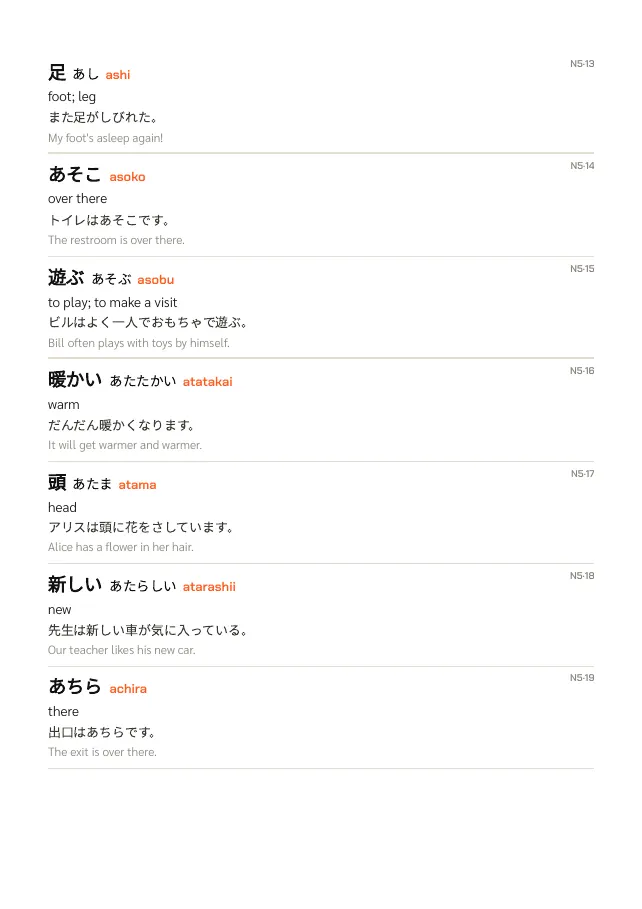 足 あし ashi N5-13
foot; leg
また足がしびれた。
My foot's asleep again!
あそこ asoko N5-14
over there
トイレはあそこです。
The restroom is over there.
遊ぶ あそぶ asobu N5-15
to play; to make a visit
ビルはよく一人でおもちゃで遊ぶ。
Bill often plays with toys by himself.
暖かい あたたかい atatakai N5-16
warm
だんだん暖かくなります。
It will get warmer and warmer.
頭 あたま atama N5-17
head
アリスは頭に花をさしています。
Alice has a flower in her hair.
新しい あたらしい atarashii N5-18
new
先生は新しい車が気に入っている。
Our teacher likes his new car.
あちら achira N5-19
there
出口はあちらです。
The exit is over there.